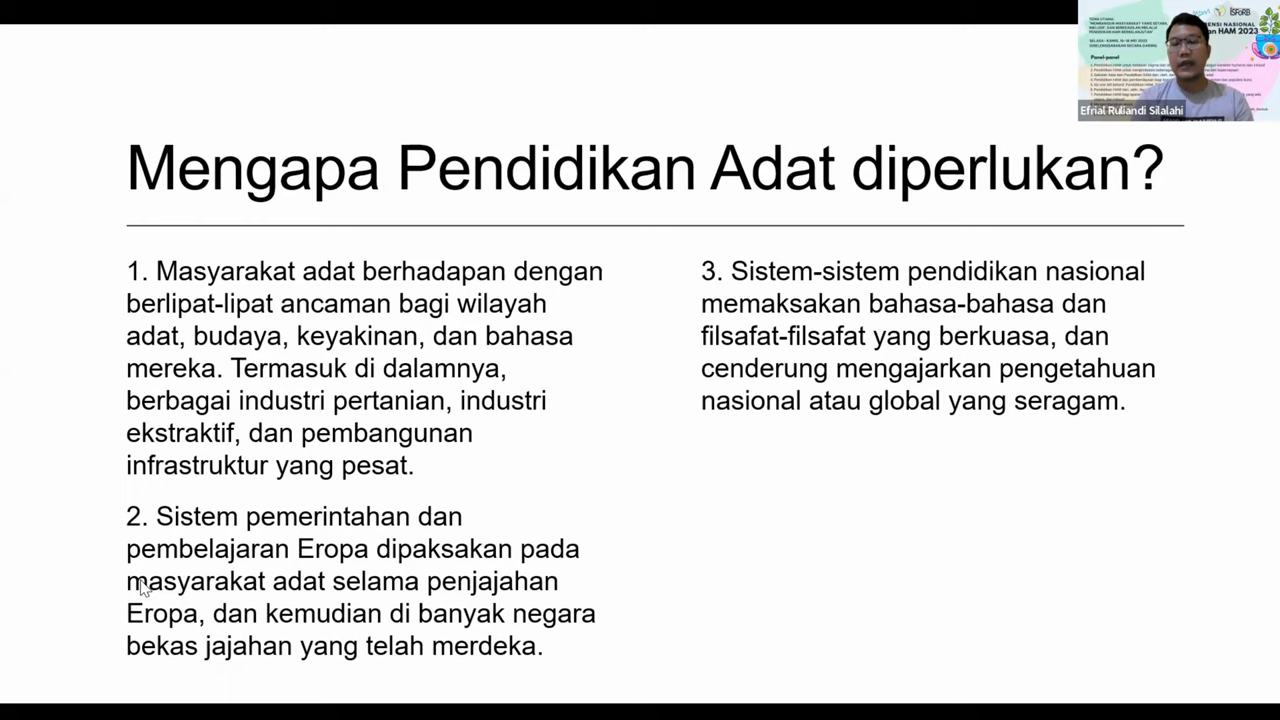 Mengapa Pendidikan Adat diperlukan?
1. Masyarakat adat berhadapan dengan
berlipat-lipat ancaman bagi wilayah
adat, budaya, keyakinan, dan bahasa
mereka. Termasuk di dalamnya,
berbagai industri pertanian, industri
ekstraktif, dan pembangunan
infrastruktur yang pesat.
2. Sistem pemerintahan dan
pembelajaran Eropa dipaksakan pada
masyarakat adat selama penjajahan
Eropa, dan kemudian di banyak negara
bekas jajahan yang telah merdeka.
3. Sistem-sistem pendidikan nasional
memaksakan bahasa-bahasa dan
filsafat-filsafat yang berkuasa, dan
cenderung mengajarkan pengetahuan
nasional atau global yang seragam.
TEMA UTAMA:
Panel-panel
HAM 2023
Efrial Ruliandi Silalahi